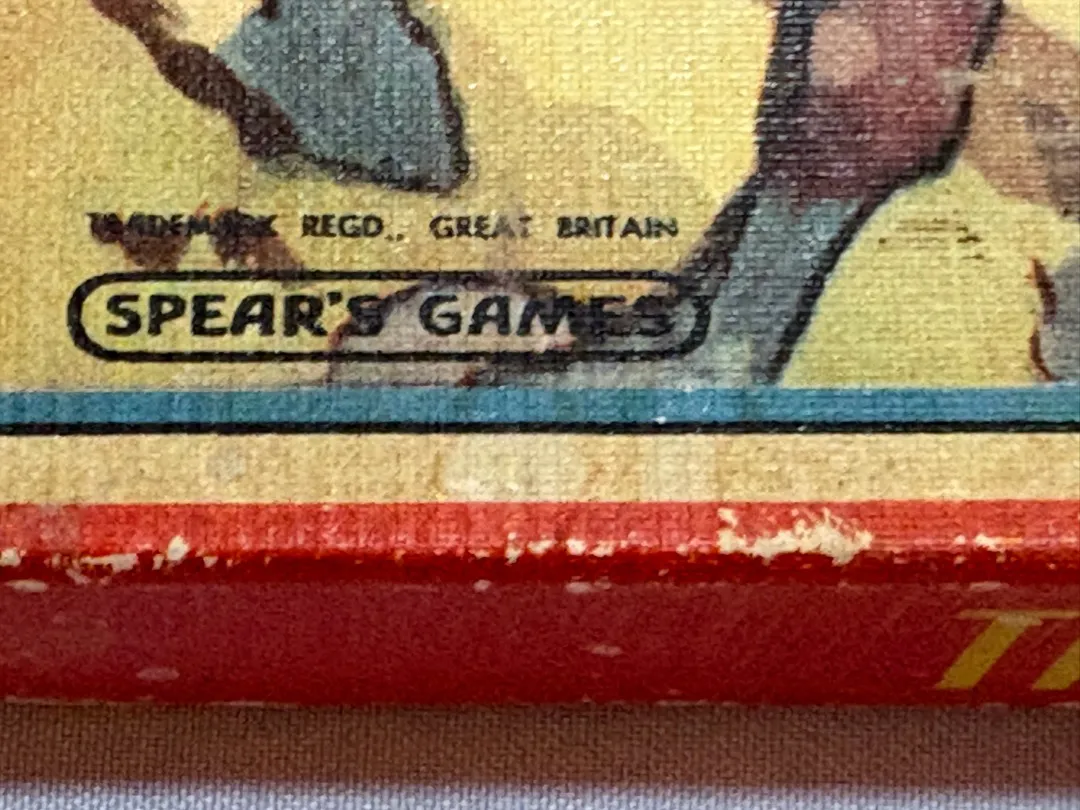 TRADEMARK REGD., GREAT BRITAIN
SPEAR'S GAMES